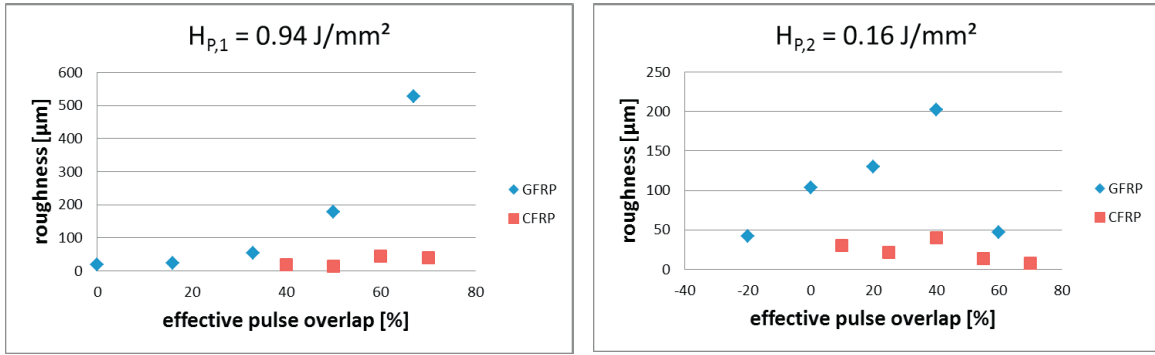 H_P,1 = 0.94 J/mm²
600
500
400
300
200
100
0
roughness [µm]
0 20 40 60 80
effective pulse overlap [%]
GFRP
CFRP
H_P,2 = 0.16 J/mm²
250
200
150
100
50
0
roughness [µm]
-40 -20 0 20 40 60 80
effective pulse overlap [%]
GFRP
CFRP